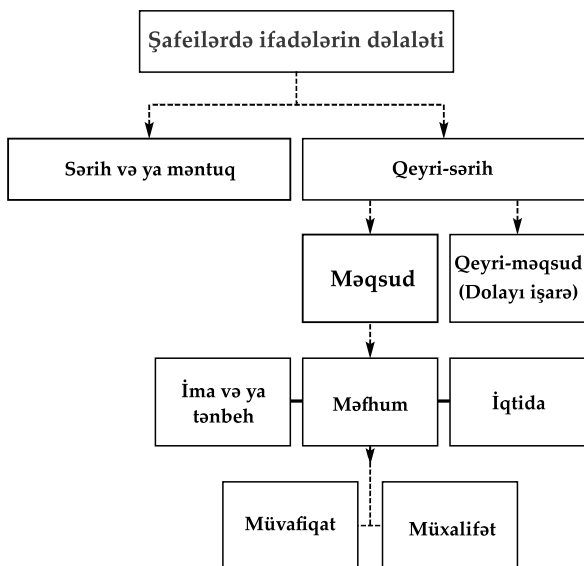 Şafeilərdə ifadələrin dəlaləti
Sərih və ya məntuq
Qeyri-sərih
Məqsud
Qeyri-məqsud
(Dolayı işarə)
İma və ya
tənbeh
Məfhum
İqtida
Müvafiqat
Müxalifət